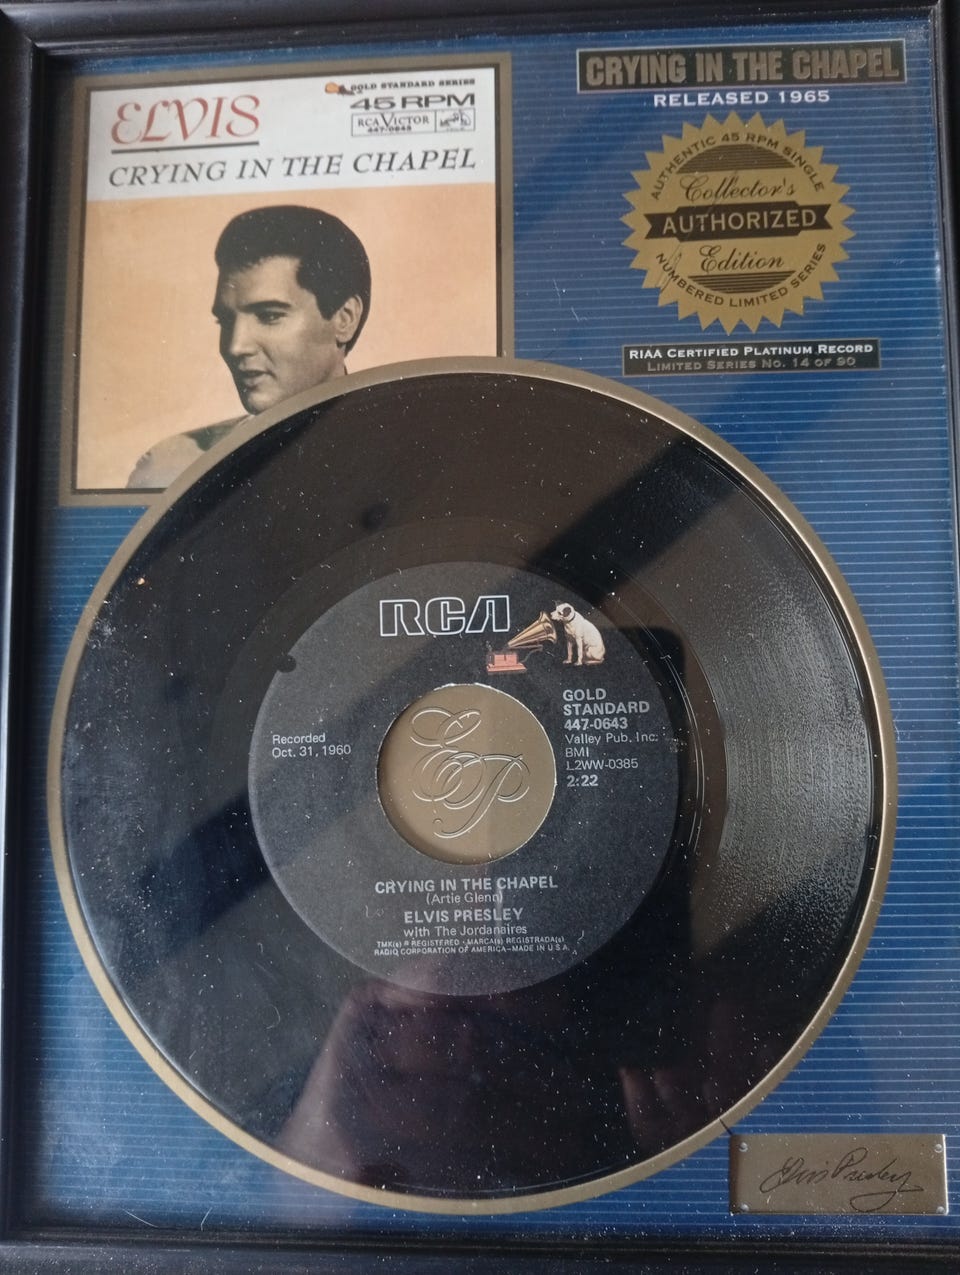 GOLD STANDARD SERIES
ELVIS
45 RPM
RCA VICTOR
447-0643
CRYING IN THE CHAPEL
CRYING IN THE CHAPEL
RELEASED 1965
AUTHENTIC 45 RPM SINGLE
Collector's
AUTHORIZED
Edition
NUMBERED LIMITED SERIES
RIAA CERTIFIED PLATINUM RECORD
LIMITED SERIES NO. 14 OF 90
RCA
GOLD
STANDARD
447-0643
Valley Pub. Inc.
BMI
L2WW-0385
2:22
Recorded
Oct. 31, 1960
EP
CRYING IN THE CHAPEL
(Artie Glenn)
ELVIS PRESLEY
with The Jordanaires
TMK(s) ® REGISTERED • MARCA(s) REGISTRADA(s)
RADIO CORPORATION OF AMERICA—MADE IN U.S.A.
Elvis Presley